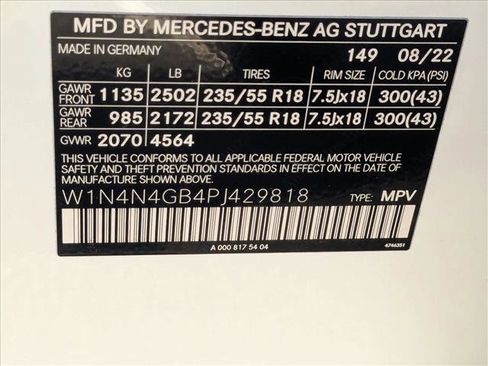 MFD BY MERCEDES-BENZ AG STUTTGART
MADE IN GERMANY 149 08/22
KG LB TIRES RIM SIZE COLD KPA (PSI)
GAWR FRONT 1135 2502 235/55 R18 7.5Jx18 300(43)
GAWR REAR 985 2172 235/55 R18 7.5Jx18 300(43)
GVWR 2070 4564
THIS VEHICLE CONFORMS TO ALL APPLICABLE FEDERAL MOTOR VEHICLE
SAFETY AND THEFT PREVENTION STANDARDS IN EFFECT ON THE DATE OF
MANUFACTURE SHOWN ABOVE.
W1N4N4GB4PJ429818 TYPE: MPV
A 000 817 54 04 4746351